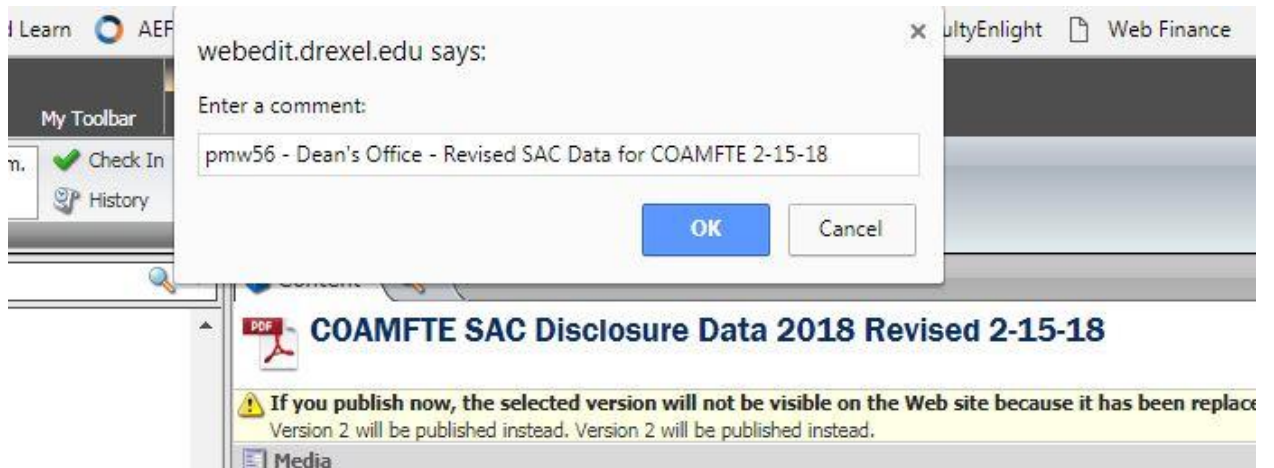 d Learn AEF ultyEnlight Web Finance
webedit.drexel.edu says:
Enter a comment:
pmw56 - Dean's Office - Revised SAC Data for COAMFTE 2-15-18
OK Cancel
My Toolbar
m. Check In
History
Content
PDF COAMFTE SAC Disclosure Data 2018 Revised 2-15-18
If you publish now, the selected version will not be visible on the Web site because it has been replace
Version 2 will be published instead. Version 2 will be published instead.
Media